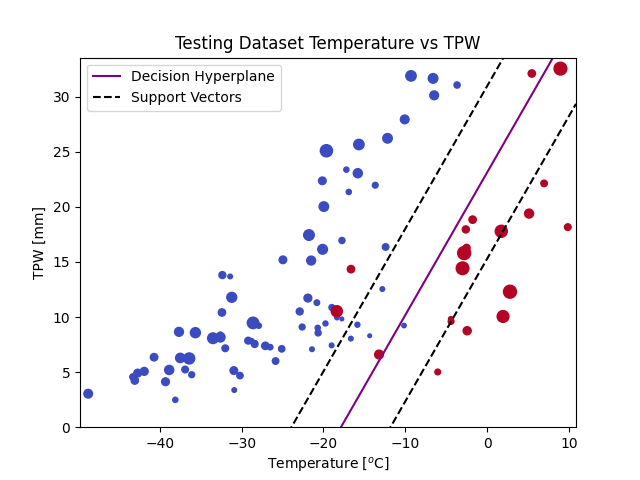 Testing Dataset Temperature vs TPW
Decision Hyperplane
Support Vectors
TPW [mm]
30
25
20
15
10
5
0
−40
−30
−20
−10
0
10
Temperature [°C]